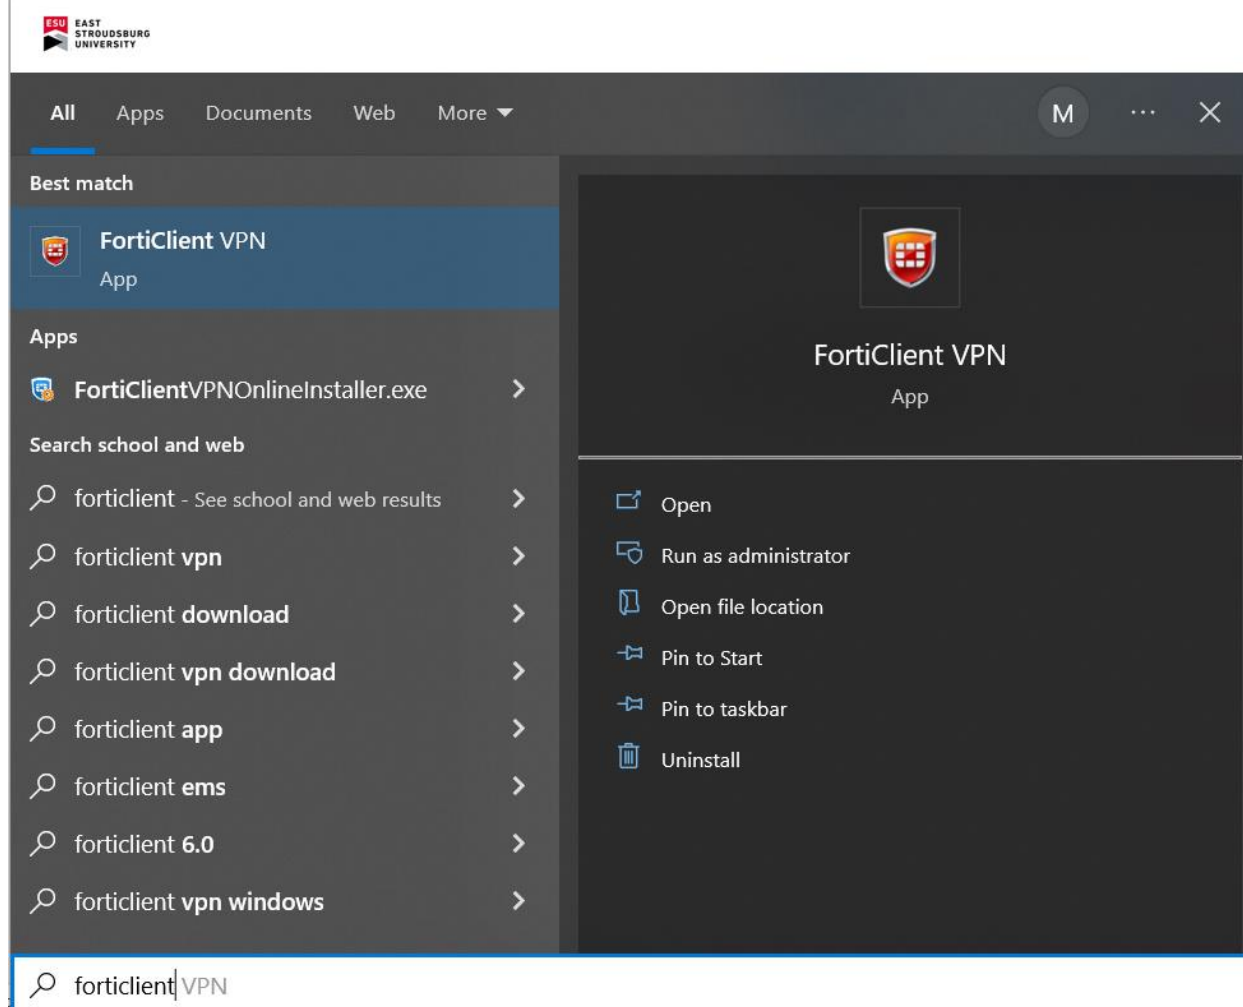 ESU EAST
STROUDSBURG
UNIVERSITY
All Apps Documents Web More
M ... 
Best match
FortiClient VPN
App
Apps
FortiClientVPNOnlineInstaller.exe
Search school and web
forticlient - See school and web results
forticlient vpn
forticlient download
forticlient vpn download
forticlient app
forticlient ems
forticlient 6.0
forticlient vpn windows
FortiClient VPN
App
Open
Run as administrator
Open file location
Pin to Start
Pin to taskbar
Uninstall
forticlient VPN